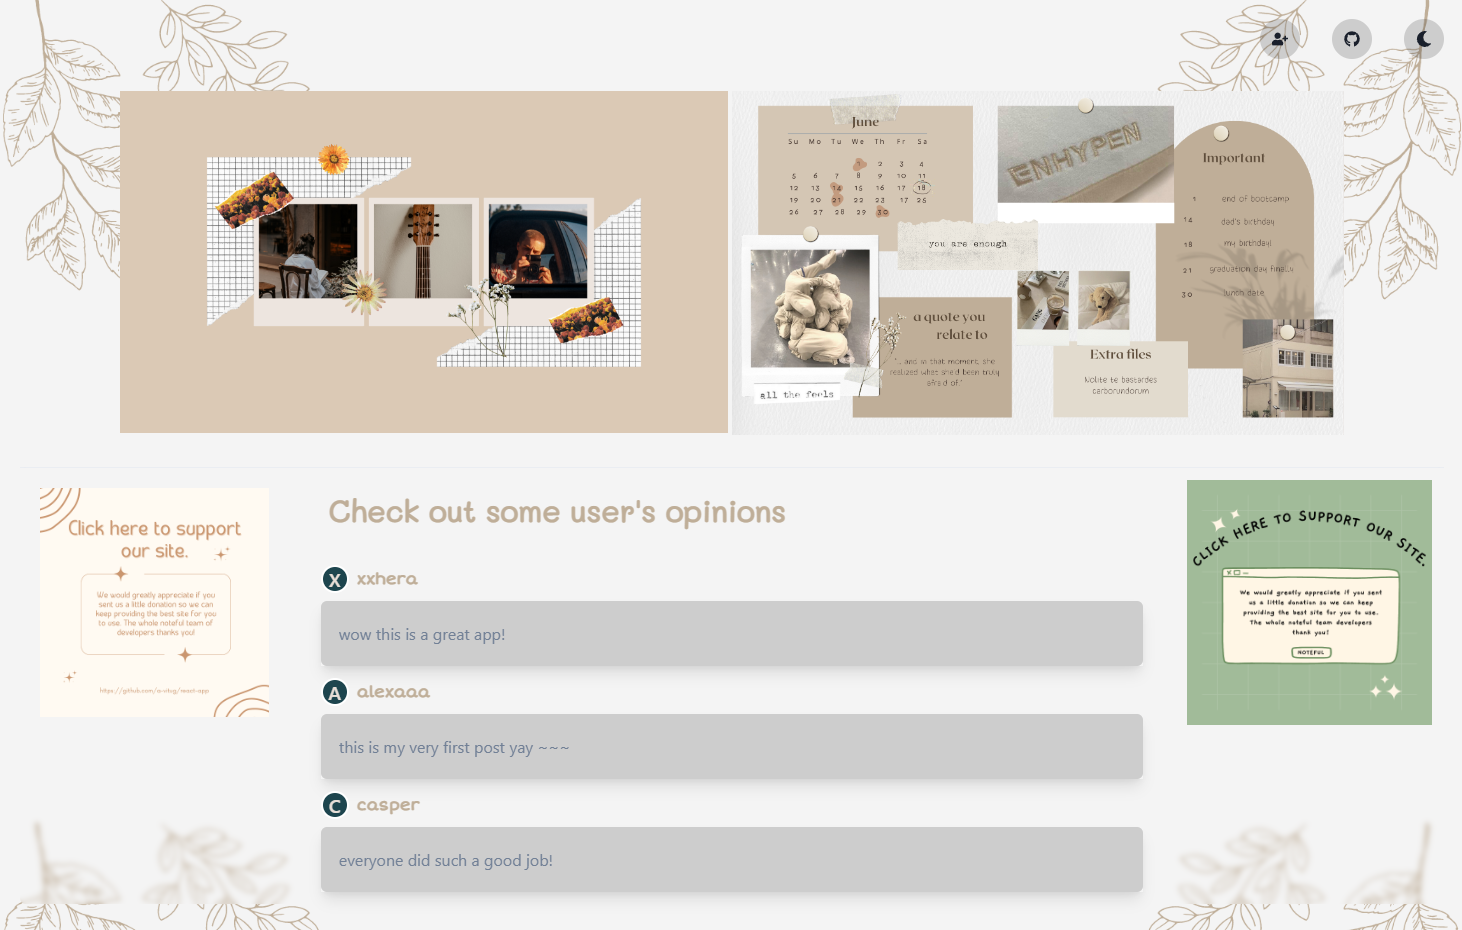 June
Su Mo Tu We Th Fr Sa
1 2 3 4
5 6 7 8 9 10 11
12 13 14 15 16 17 18
19 20 21 22 23 24 25
26 27 28 29 30
ENHYPEN
Important
1 end of bootcamp
14 dad's birthday
18 my birthday!
21 graduation day finally
30 lunch date
you are enough
all the feels
a quote you
relate to
"... and in that moment, she
realized what she'd been truly
afraid of."
Extra files
Nolite te bastardes
carborundorum
Click here to support
our site.
We would greatly appreciate if you
sent us a little donation so we can
keep providing the best site for you
to use. The whole noteful team of
developers thanks you!
Check out some user's opinions
X xxhera
wow this is a great app!
A alexaaa
this is my very first post yay ~~~
C casper
everyone did such a good job!
CLICK HERE TO SUPPORT OUR SITE.
We would greatly appreciate if you sent
us a little donation so we can keep
providing the best site for you to use.
The whole noteful team developers
thank you!
NOTEFUL